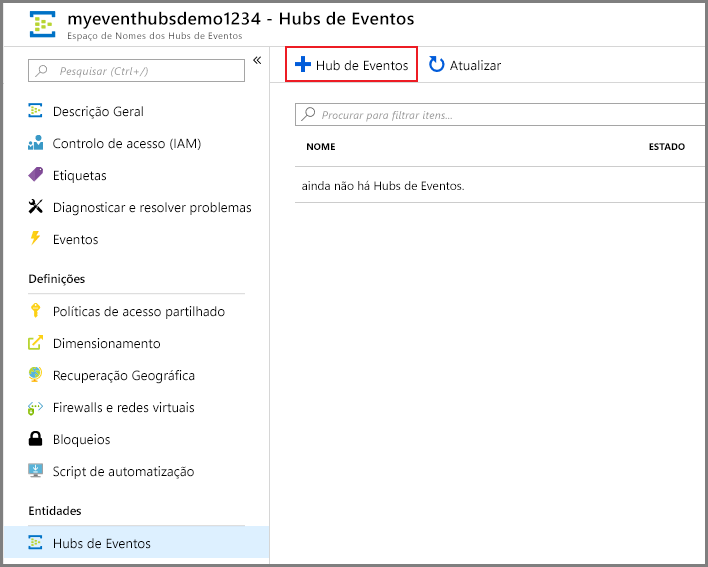 myeventhubsdemo1234 - Hubs de Eventos
Espaço de Nomes dos Hubs de Eventos
Pesquisar (Ctrl+/)
«
Descrição Geral
Controlo de acesso (IAM)
Etiquetas
Diagnosticar e resolver problemas
Eventos
Definições
Políticas de acesso partilhado
Dimensionamento
Recuperação Geográfica
Firewalls e redes virtuais
Bloqueios
Script de automatização
Entidades
Hubs de Eventos
Hub de Eventos Atualizar
Procurar para filtrar itens...
NOME ESTADO
ainda não há Hubs de Eventos.